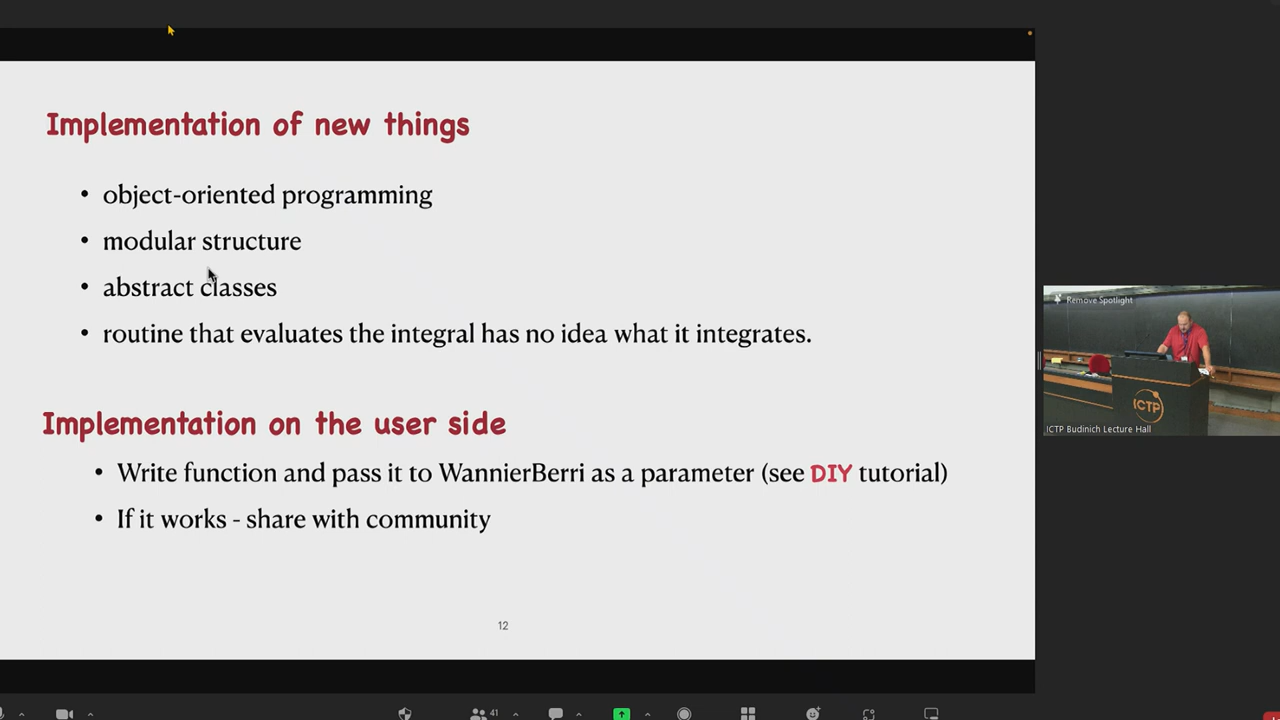 Implementation of new things
• object-oriented programming
• modular structure
• abstract classes
• routine that evaluates the integral has no idea what it integrates.
Implementation on the user side
• Write function and pass it to WannierBerri as a parameter (see DIY tutorial)
• If it works - share with community
12
Remove Spotlight
ICTP
ICTP Budinich Lecture Hall
41